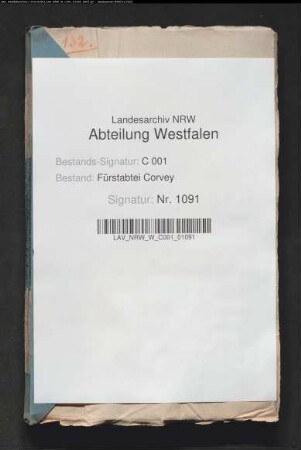 132.
Landesarchiv NRW
Abteilung Westfalen
Bestands-Signatur: C 001
Bestand: Fürstabtei Corvey
Signatur: Nr. 1091
LAV_NRW_W_C001_01091